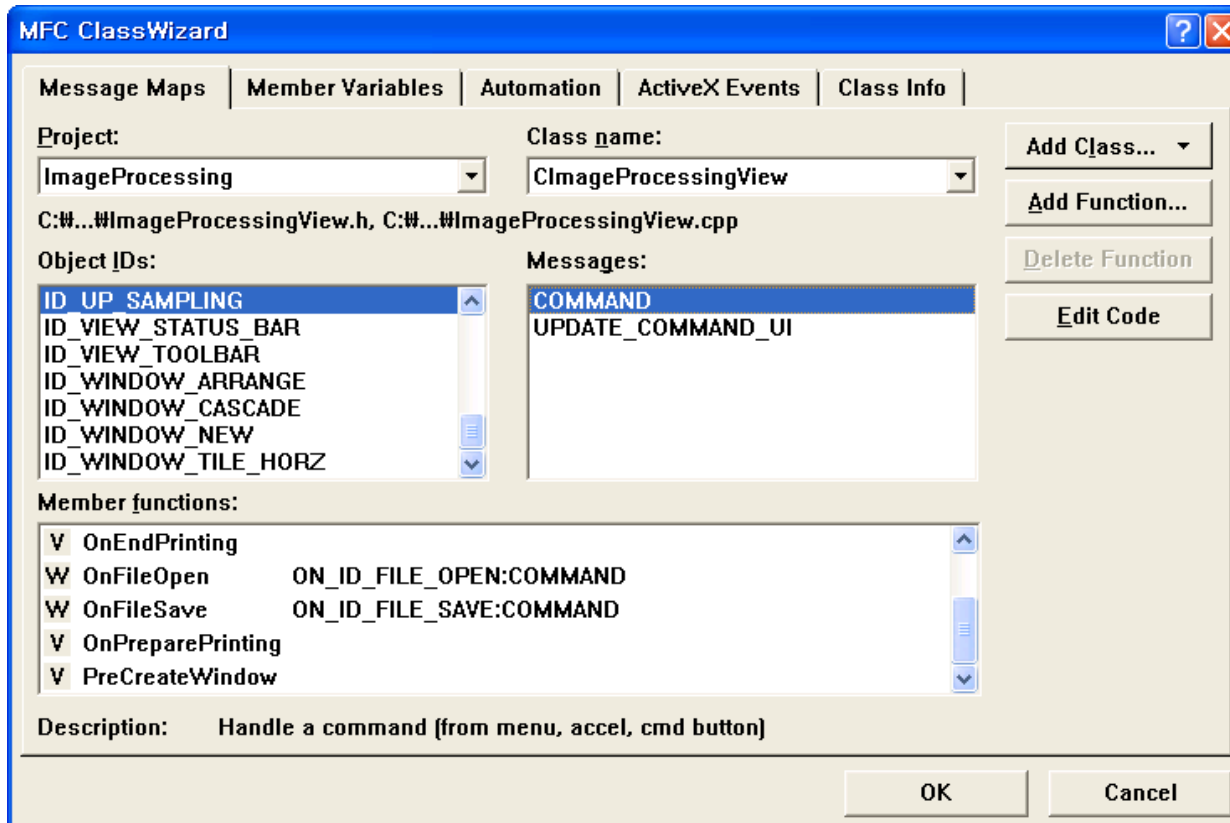 MFC ClassWizard
Message Maps Member Variables Automation ActiveX Events Class Info
Project: Class name:
ImageProcessing CImageProcessingView
Add Class...
Add Function...
Delete Function
Edit Code
C:₩...₩ImageProcessingView.h, C:₩...₩ImageProcessingView.cpp
Object IDs:
ID_UP_SAMPLING
ID_VIEW_STATUS_BAR
ID_VIEW_TOOLBAR
ID_WINDOW_ARRANGE
ID_WINDOW_CASCADE
ID_WINDOW_NEW
ID_WINDOW_TILE_HORZ
Messages:
COMMAND
UPDATE_COMMAND_UI
Member functions:
V OnEndPrinting
W OnFileOpen ON_ID_FILE_OPEN:COMMAND
W OnFileSave ON_ID_FILE_SAVE:COMMAND
V OnPreparePrinting
V PreCreateWindow
Description: Handle a command (from menu, accel, cmd button)
OK Cancel